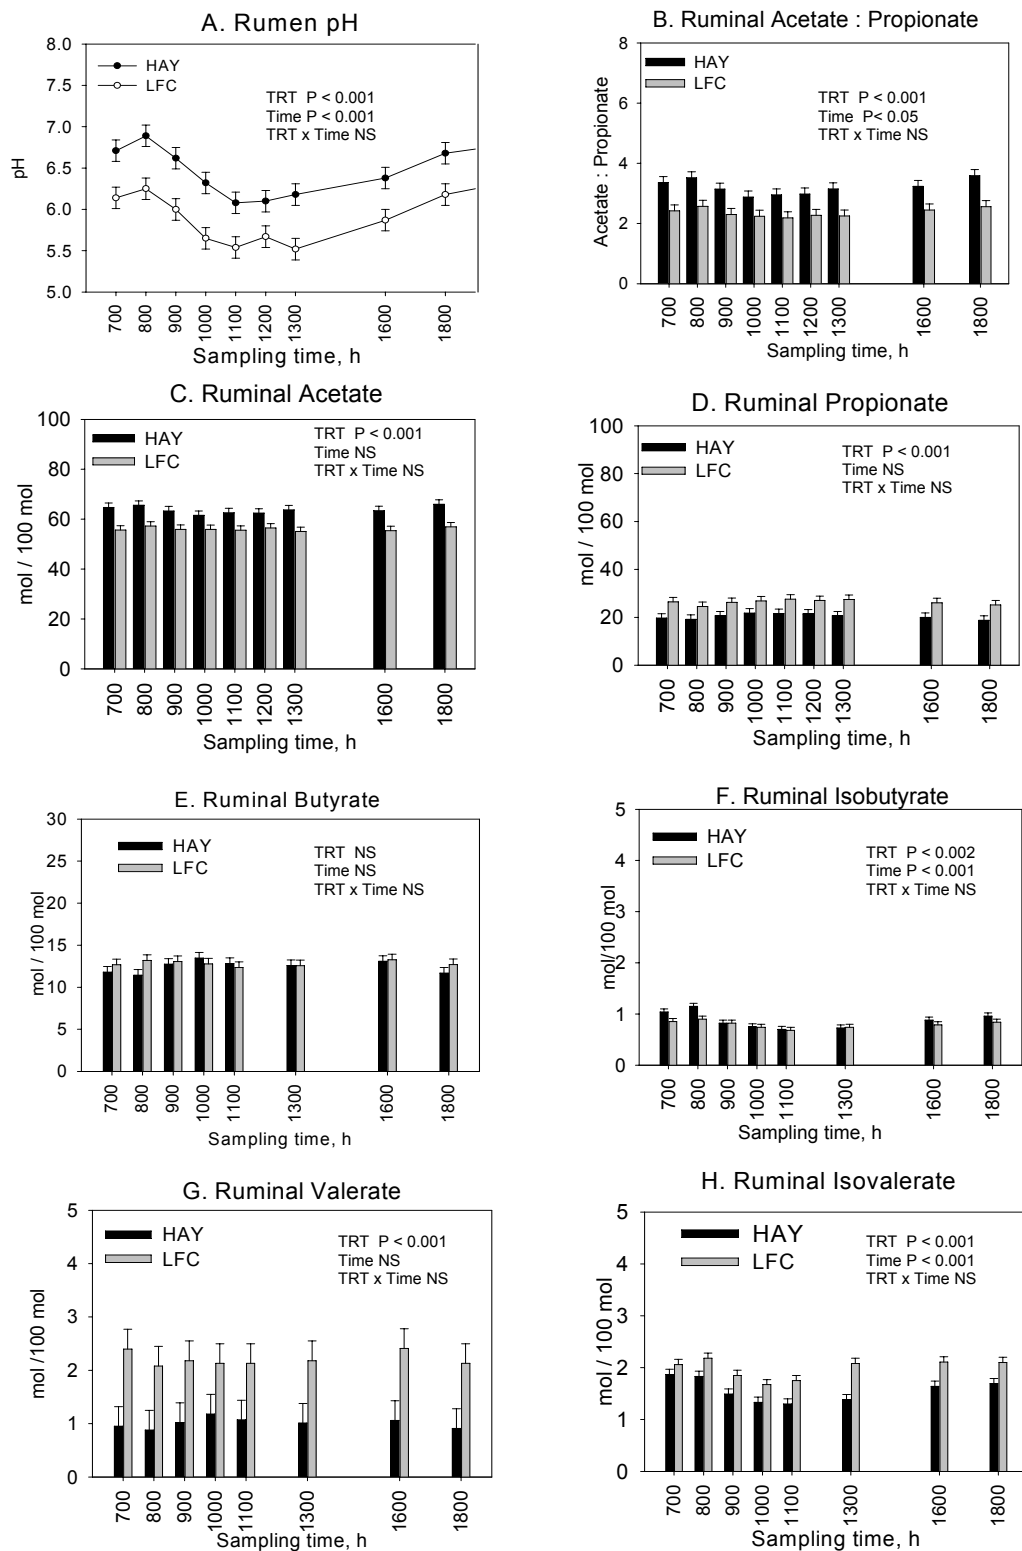 A. Rumen pH
8.0
7.5
7.0
6.5
6.0
5.5
5.0
pH
HAY
LFC
TRT P < 0.001
Time P < 0.001
TRT x Time NS
700
800
900
1000
1100
1200
1300
1600
1800
Sampling time, h
B. Ruminal Acetate : Propionate
8
6
4
2
0
Acetate : Propionate
HAY
LFC
TRT P < 0.001
Time P< 0.05
TRT x Time NS
700
800
900
1000
1100
1200
1300
1600
1800
Sampling time, h
C. Ruminal Acetate
100
80
60
40
20
0
mol / 100 mol
HAY
LFC
TRT P < 0.001
Time NS
TRT x Time NS
700
800
900
1000
1100
1200
1300
1600
1800
Sampling time, h
D. Ruminal Propionate
100
80
60
40
20
0
mol / 100 mol
HAY
LFC
TRT P < 0.001
Time NS
TRT x Time NS
700
800
900
1000
1100
1200
1300
1600
1800
Sampling time, h
E. Ruminal Butyrate
30
25
20
15
10
5
0
mol / 100 mol
HAY
LFC
TRT NS
Time NS
TRT x Time NS
700
800
900
1000
1100
1300
1600
1800
Sampling time, h
F. Ruminal Isobutyrate
5
4
3
2
1
0
mol/100 mol
HAY
LFC
TRT P < 0.002
Time P < 0.001
TRT x Time NS
700
800
900
1000
1100
1300
1600
1800
Sampling time, h
G. Ruminal Valerate
5
4
3
2
1
0
mol /100 mol
HAY
LFC
TRT P < 0.001
Time NS
TRT x Time NS
700
800
900
1000
1100
1300
1600
1800
Sampling time, h
H. Ruminal Isovalerate
5
4
3
2
1
0
mol / 100 mol
HAY
LFC
TRT P < 0.001
Time P < 0.001
TRT x Time NS
700
800
900
1000
1100
1300
1600
1800
Sampling time, h